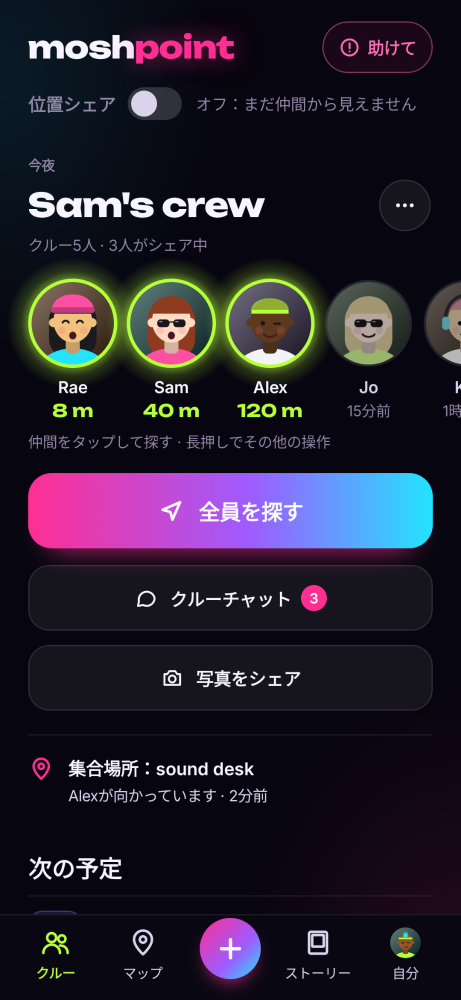 moshpoint
助けて
位置シェア
オフ：まだ仲間から見えません
今夜
Sam's crew
クルー5人 · 3人がシェア中
Rae
Sam
Alex
Jo
8 m
40 m
120 m
15分前
仲間をタップして探す · 長押しでその他の操作
全員を探す
クルーチャット 3
写真をシェア
集合場所：sound desk
Alexが向かっています · 2分前
次の予定
クルー
マップ
ストーリー
自分